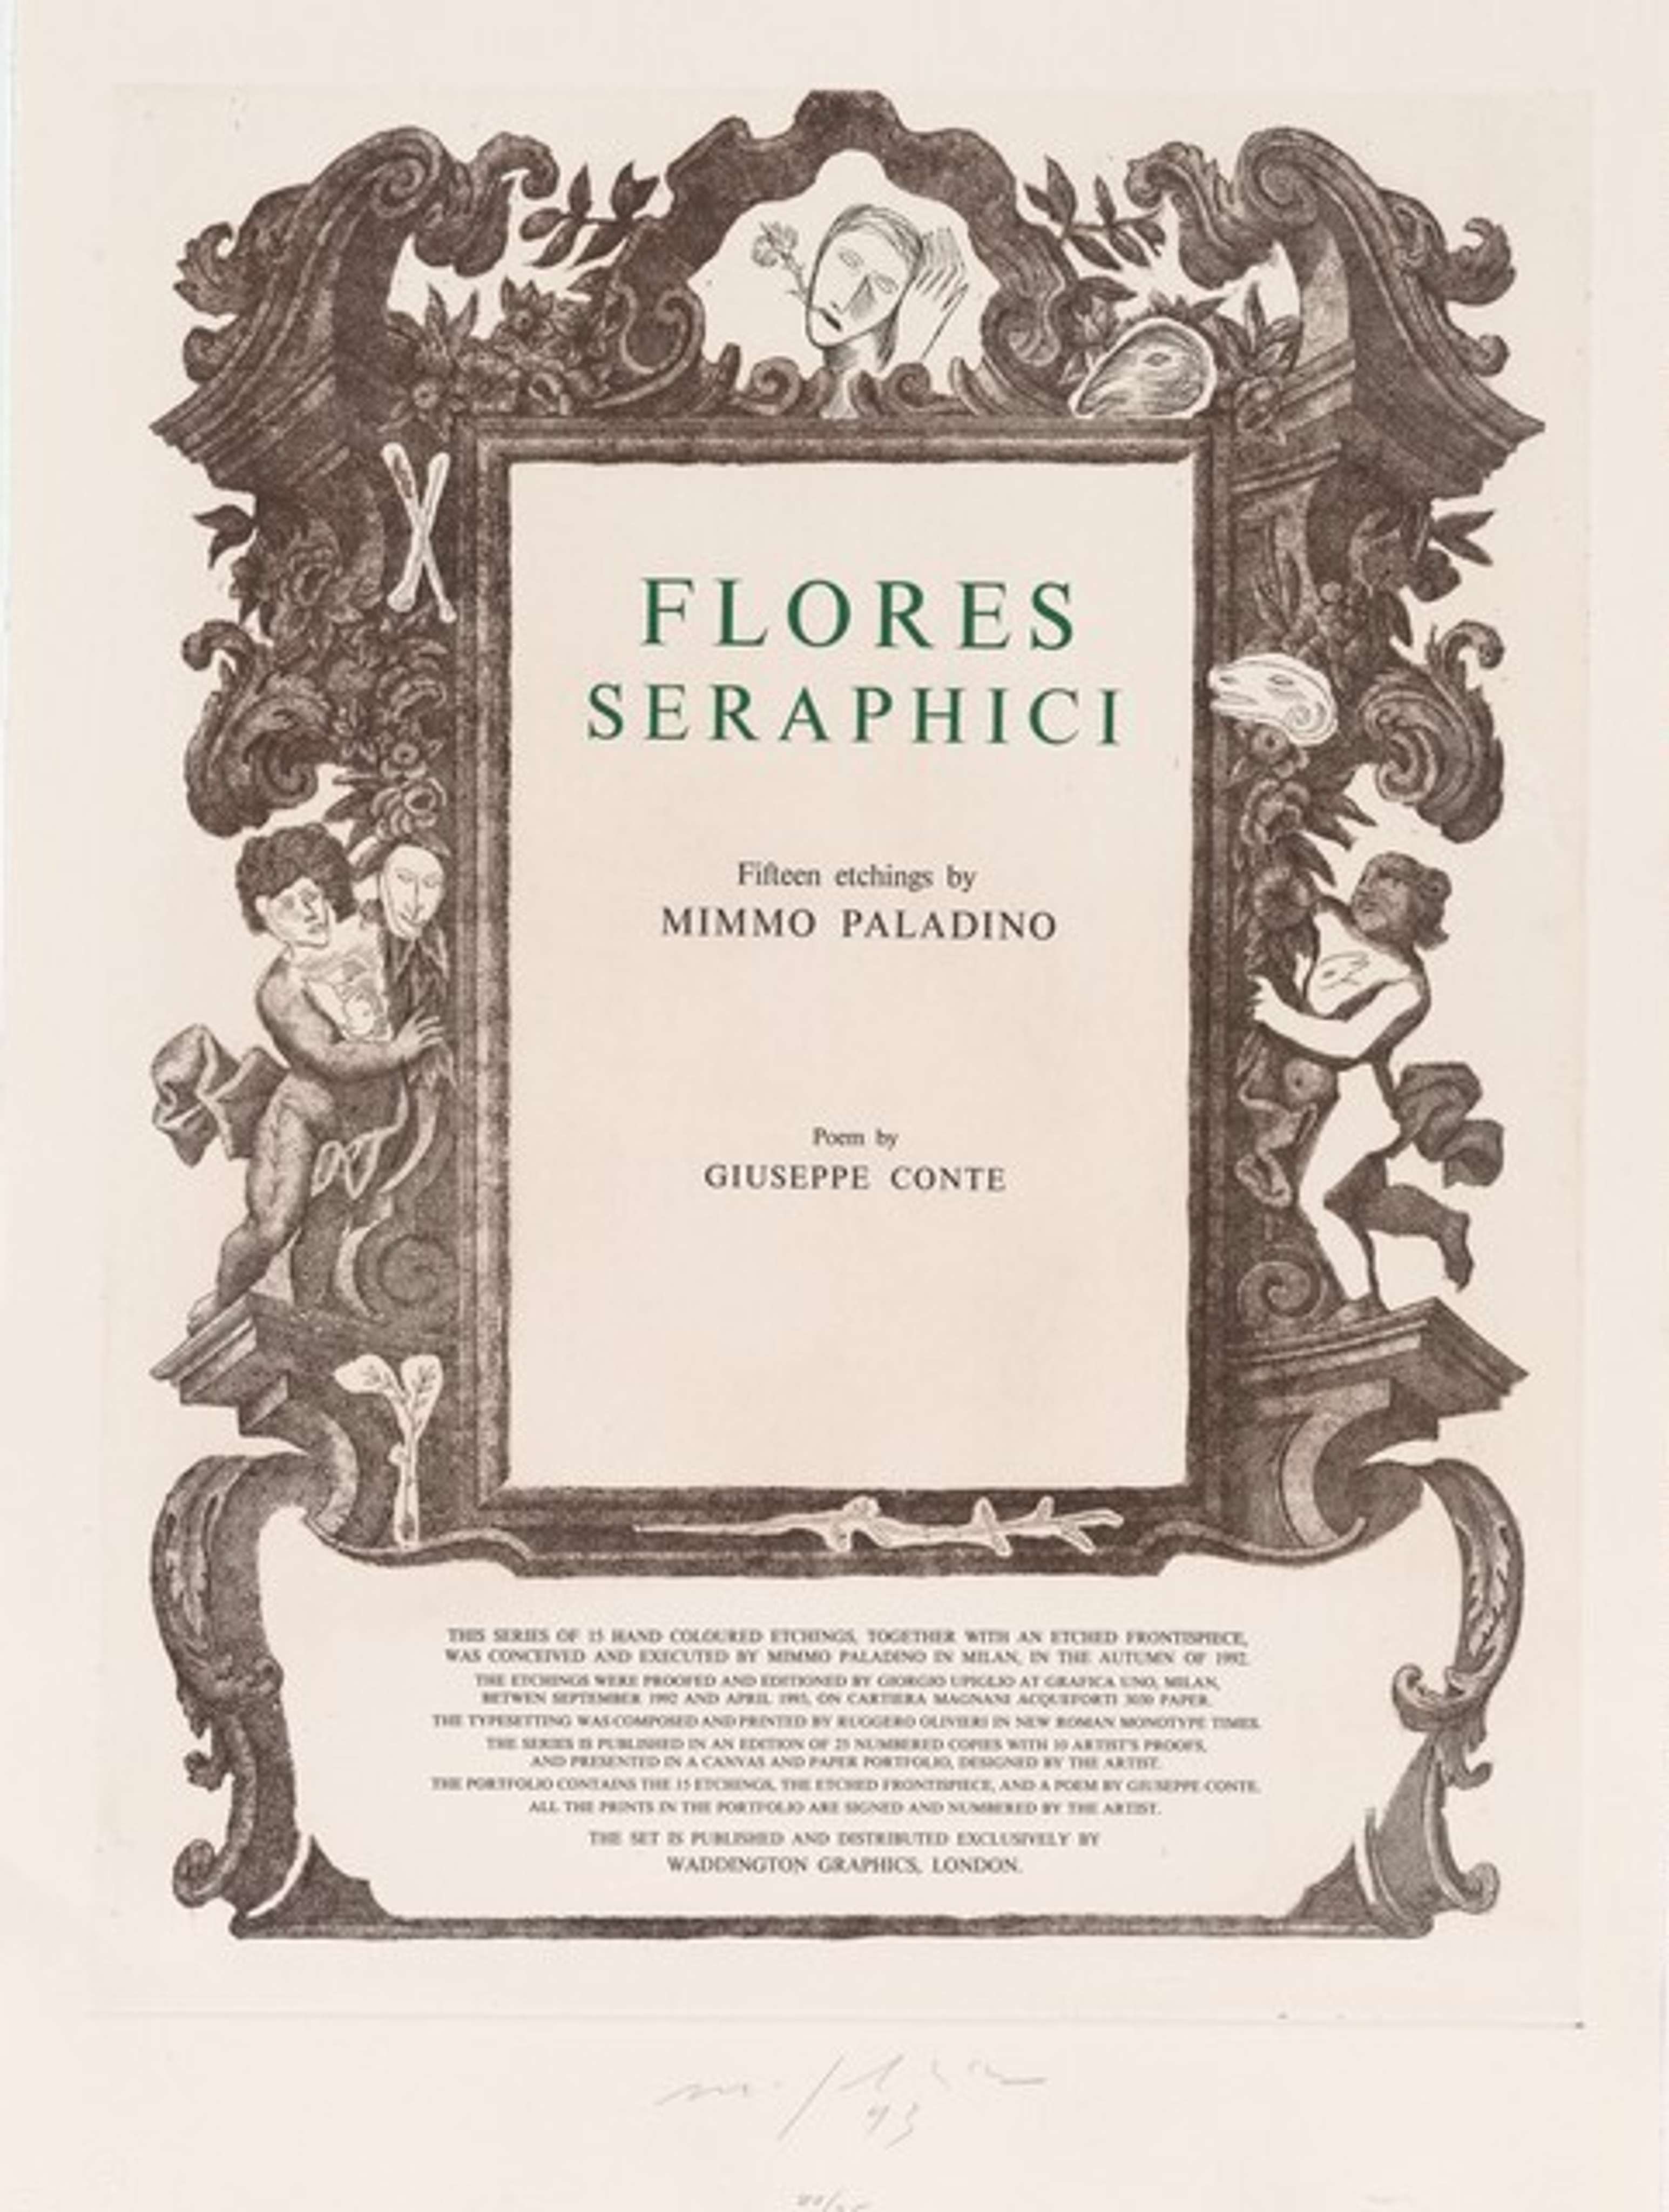 FLORES
SERAPHICI
Fifteen etchings by
MIMMO PALADINO
Poem by
GIUSEPPE CONTE
THIS SERIES OF 15 HAND COLOURED ETCHINGS, TOGETHER WITH AN ETCHED FRONTISPIECE,
WAS CONCEIVED AND EXECUTED BY MIMMO PALADINO IN MILAN, IN THE AUTUMN OF 1992.
THE ETCHINGS WERE PROOFED AND EDITIONED BY GIORGIO UPIGLIO AT GRAFICA UNO, MILAN,
BETWEN SEPTEMBER 1992 AND APRIL 1993, ON CARTIERA MAGNANI ACQUEFORTI 3030 PAPER.
THE TYPESETTING WAS COMPOSED AND PRINTED BY RUGGERO OLIVIERI IN NEW ROMAN MONOTYPE TIMES.
THE SERIES IS PUBLISHED IN AN EDITION OF 25 NUMBERED COPIES WITH 10 ARTIST'S PROOFS,
AND PRESENTED IN A CANVAS AND PAPER PORTFOLIO, DESIGNED BY THE ARTIST.
THE PORTFOLIO CONTAINS THE 15 ETCHINGS, THE ETCHED FRONTISPIECE, AND A POEM BY GIUSEPPE CONTE.
ALL THE PRINTS IN THE PORTFOLIO ARE SIGNED AND NUMBERED BY THE ARTIST.
THE SET IS PUBLISHED AND DISTRIBUTED EXCLUSIVELY BY
WADDINGTON GRAPHICS, LONDON.
93